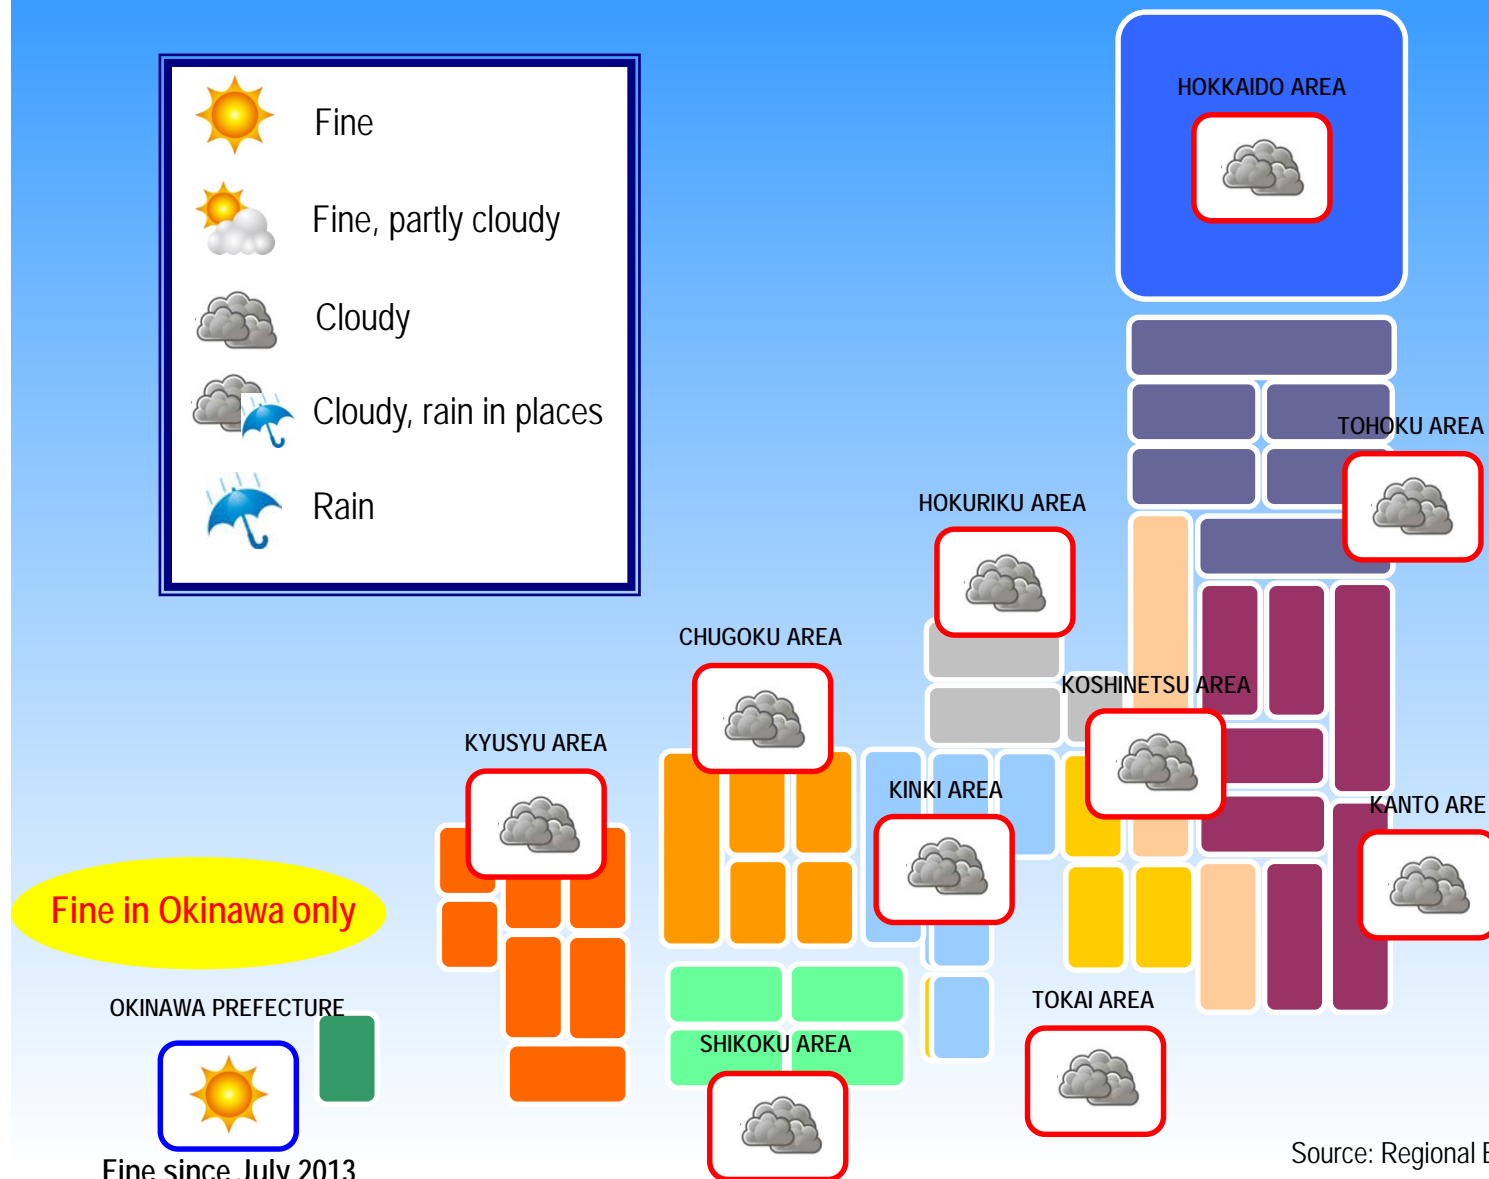 Fine
Fine, partly cloudy
Cloudy
Cloudy, rain in places
Rain
HOKKAIDO AREA
TOHOKU AREA
HOKURIKU AREA
CHUGOKU AREA
KOSHINETSU AREA
KYUSYU AREA
KINKI AREA
KANTO ARE
Fine in Okinawa only
OKINAWA PREFECTURE
TOKAI AREA
SHIKOKU AREA
Fine since July 2013
Source: Regional